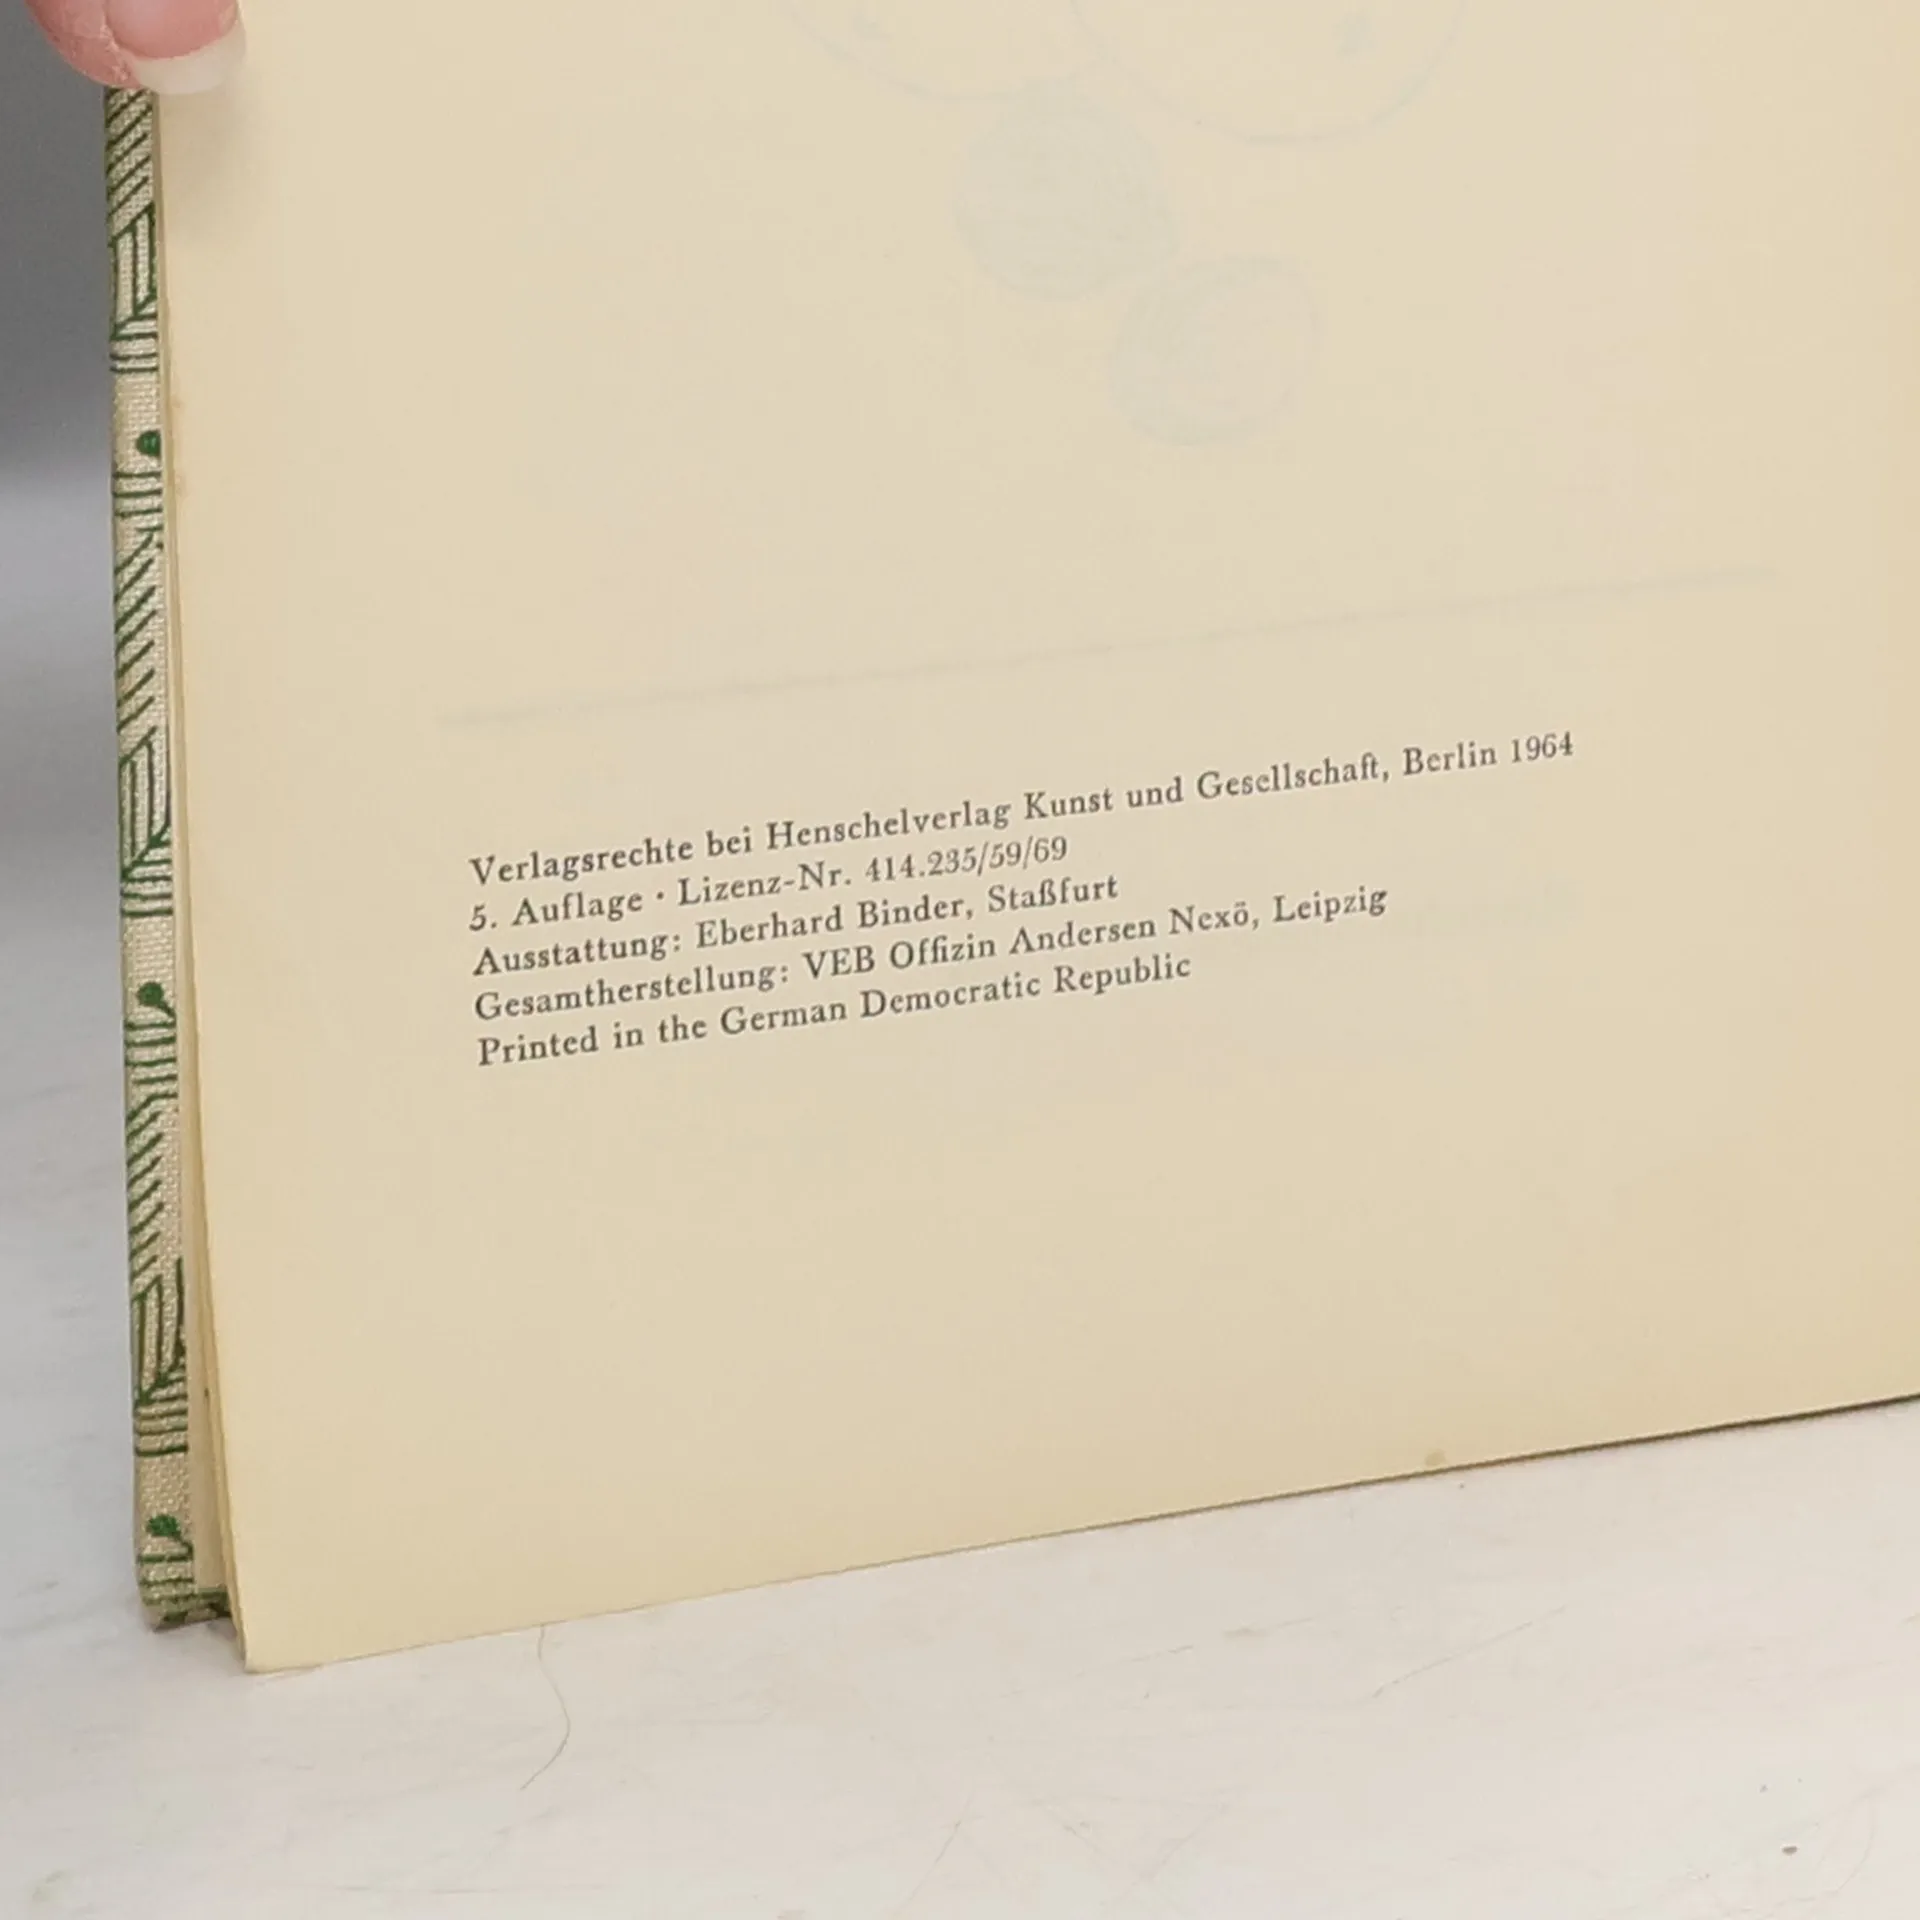 Verlagsrechte bei Henschelverlag Kunst und Gesellschaft, Berlin 1964
5. Auflage · Lizenz-Nr. 414.235/59/69
Ausstattung: Eberhard Binder, Staßfurt
Gesamtherstellung: VEB Offizin Andersen Nexö, Leipzig
Printed in the German Democratic Republic